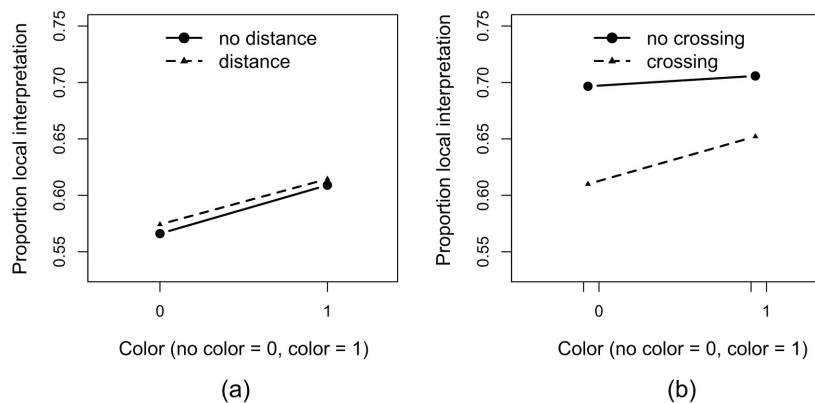 Proportion local interpretation
0.75
0.70
0.65
0.60
0.55
no distance
distance
0 1
Color (no color = 0, color = 1)
(a)
Proportion local interpretation
0.75
0.70
0.65
0.60
0.55
no crossing
crossing
0 1
Color (no color = 0, color = 1)
(b)